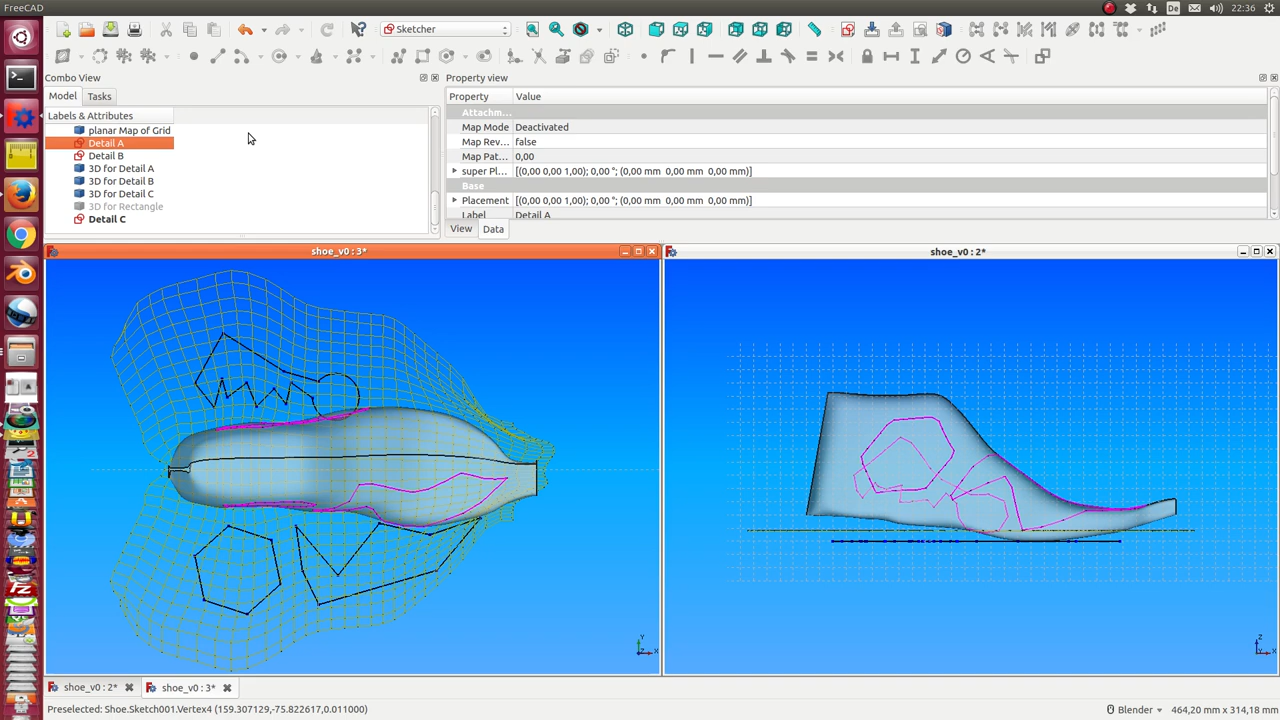 FreeCAD
De
22:36
Sketcher
Combo View
Property view
Model
Tasks
Property
Value
Labels & Attributes
Attachm...
planar Map of Grid
Map Mode
Deactivated
Detail A
Map Rev...
false
Detail B
Map Pat...
0,00
3D for Detail A
super Pl...
[(0,00 0,00 1,00); 0,00 °; (0,00 mm 0,00 mm 0,00 mm)]
3D for Detail B
Base
3D for Detail C
Placement
[(0,00 0,00 1,00); 0,00 °; (0,00 mm 0,00 mm 0,00 mm)]
3D for Rectangle
Label
Detail A
Detail C
View
Data
shoe_v0 : 3*
shoe_v0 : 2*
Y
X
Z
X
shoe_v0 : 2*
shoe_v0 : 3*
Preselected: Shoe.Sketch001.Vertex4 (159.307129,-75.822617,0.011000)
Blender
464,20 mm x 314,18 mm